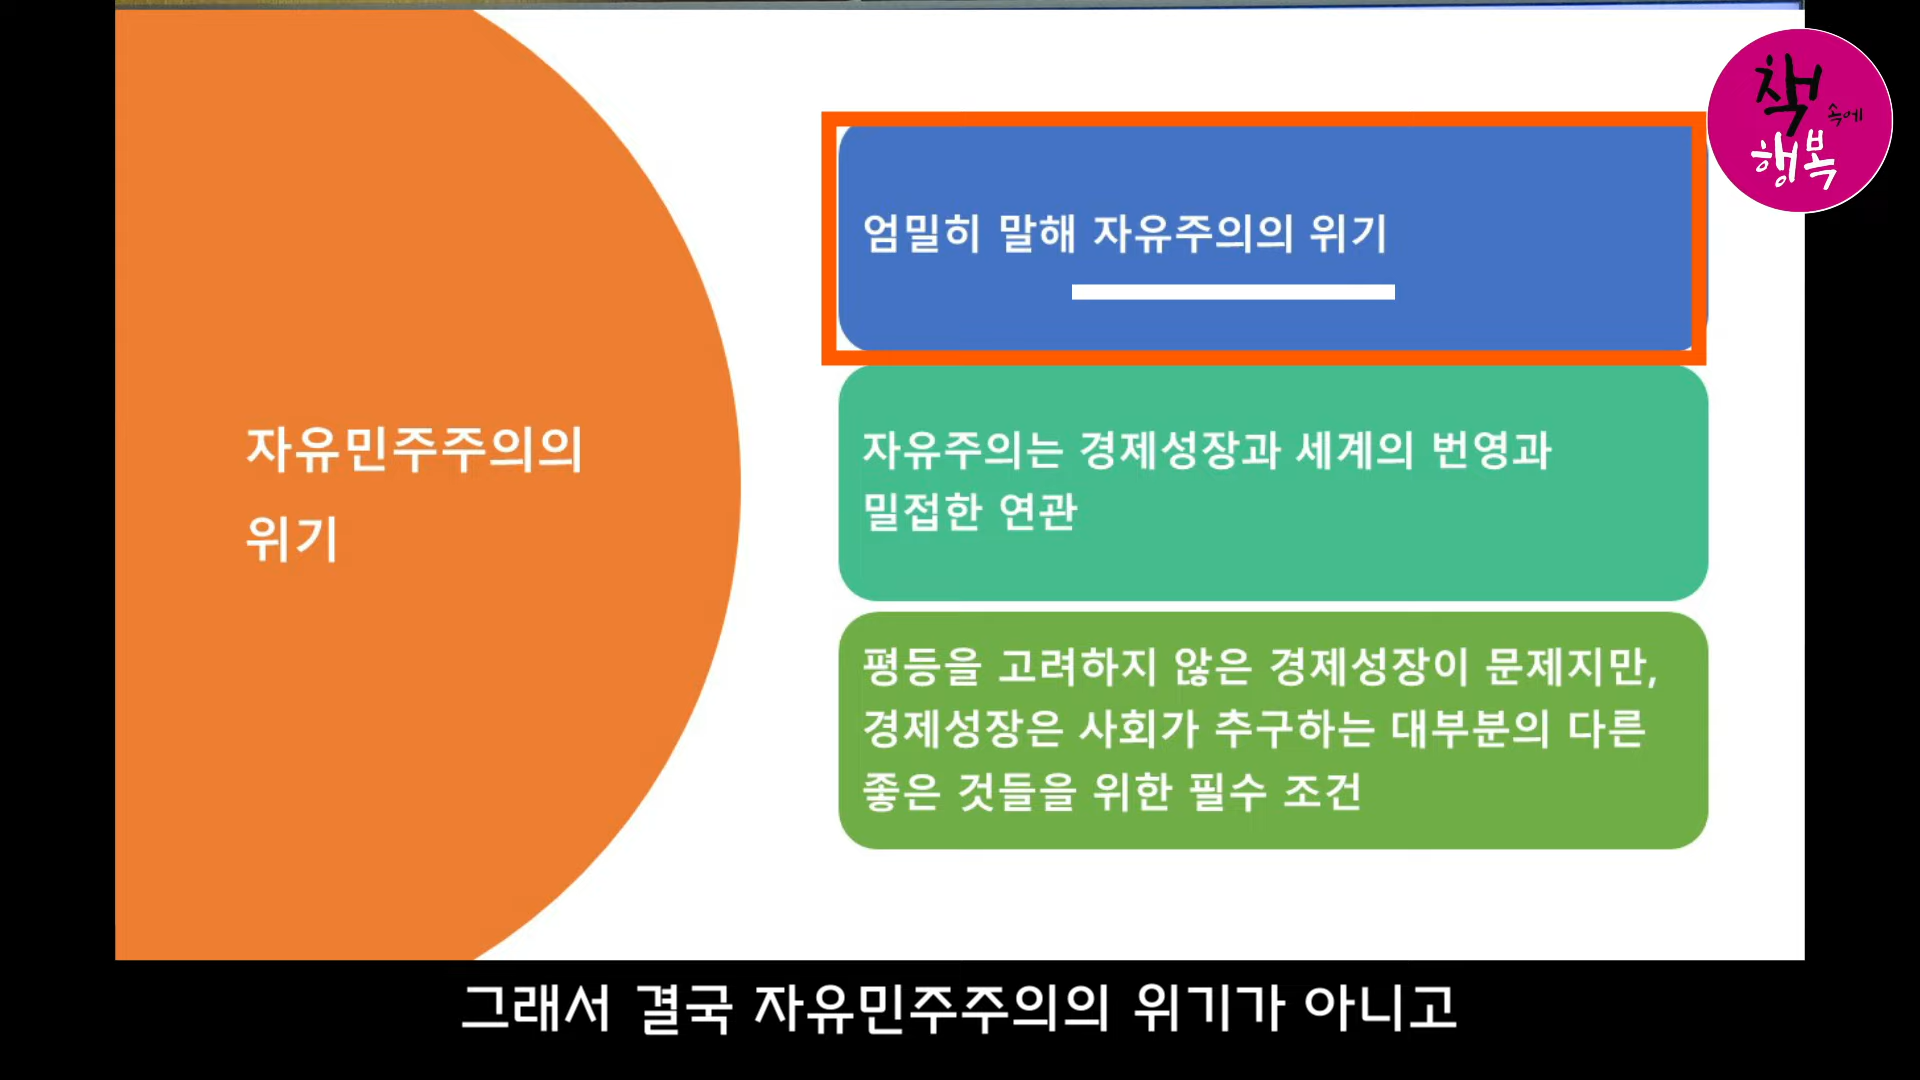 책
속에
행복
엄밀히 말해 자유주의의 위기
자유민주주의의
위기
자유주의는 경제성장과 세계의 번영과
밀접한 연관
평등을 고려하지 않은 경제성장이 문제지만,
경제성장은 사회가 추구하는 대부분의 다른
좋은 것들을 위한 필수 조건
그래서 결국 자유민주주의의 위기가 아니고